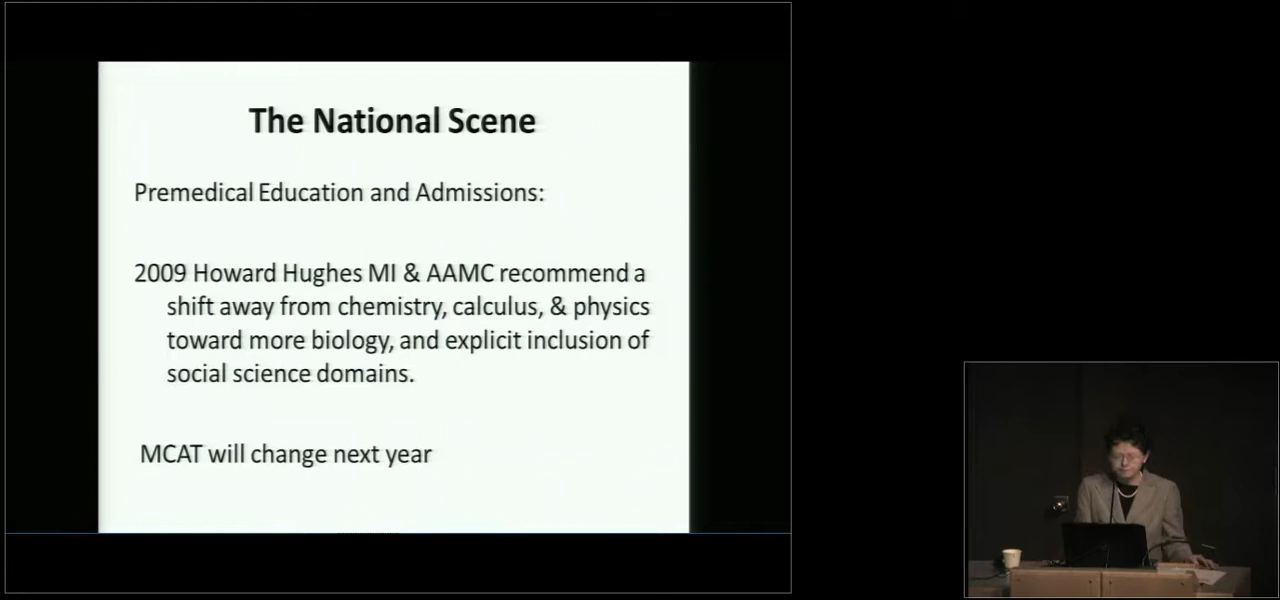 The National Scene
Premedical Education and Admissions:
2009 Howard Hughes MI & AAMC recommend a
shift away from chemistry, calculus, & physics
toward more biology, and explicit inclusion of
social science domains.
MCAT will change next year